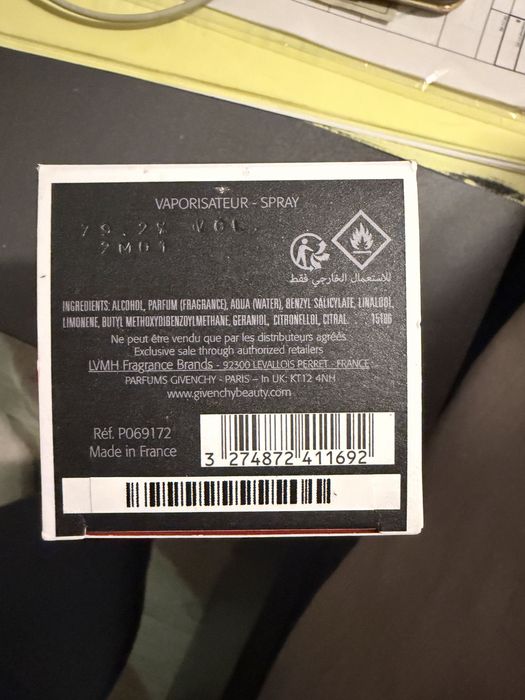 VAPORISATEUR - SPRAY
79.2% VOL.
2M01
للاستعمال الخارجي فقط
INGREDIENTS: ALCOHOL, PARFUM (FRAGRANCE), AQUA (WATER), BENZYL SALICYLATE, LINALOOL,
LIMONENE, BUTYL METHOXYDIBENZOYLMETHANE, GERANIOL, CITRONELLOL, CITRAL. 15106
Ne peut être vendu que par les distributeurs agréés
Exclusive sale through authorized retailers
LVMH Fragrance Brands - 92300 LEVALLOIS PERRET - FRANCE
PARFUMS GIVENCHY - PARIS – In UK: KT12 4NH
www.givenchybeauty.com
Réf. P069172
Made in France
3 274872 411692